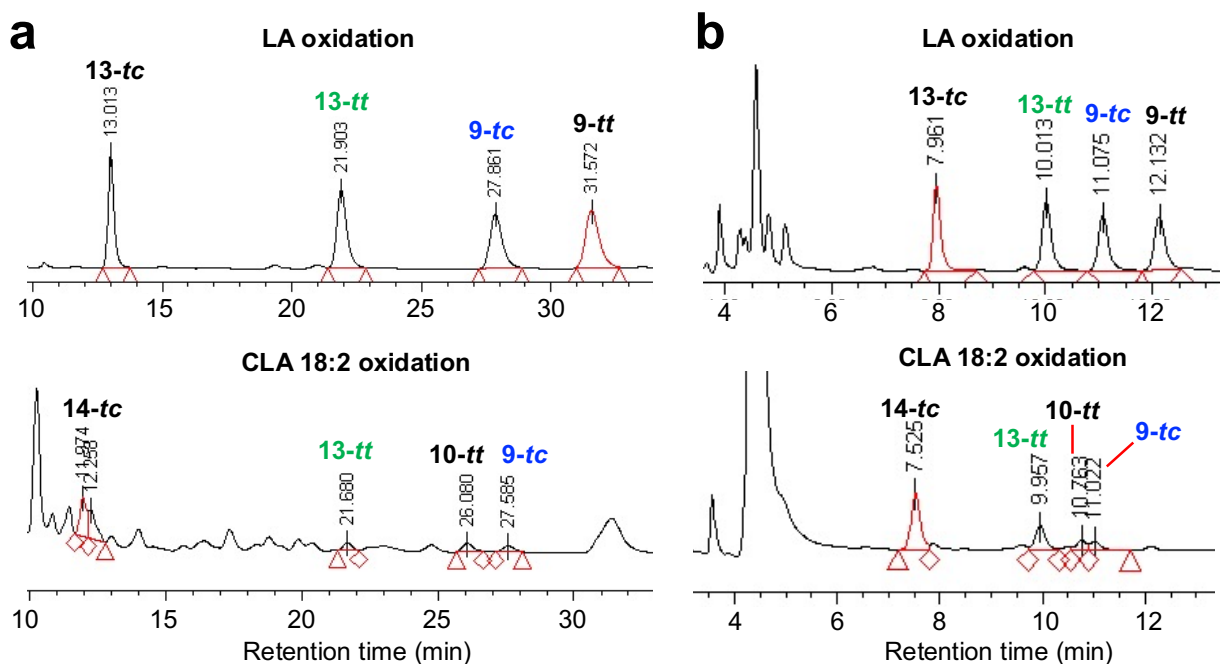 a
LA oxidation
13-tc
13.013
13-tt
21.903
9-tc
27.861
9-tt
31.572
10 20 30
CLA 18:2 oxidation
14-tc
11.974
12.258
13-tt
21.680
10-tt
26.080
9-tc
27.585
10 20 30
Retention time (min)
b
LA oxidation
13-tc
7.961
13-tt
10.013
9-tc
11.075
9-tt
12.132
4 6 8 10 12
CLA 18:2 oxidation
14-tc
7.525
13-tt
9.957
10-tt
10.763
9-tc
11.022
4 6 8 10 12
Retention time (min)